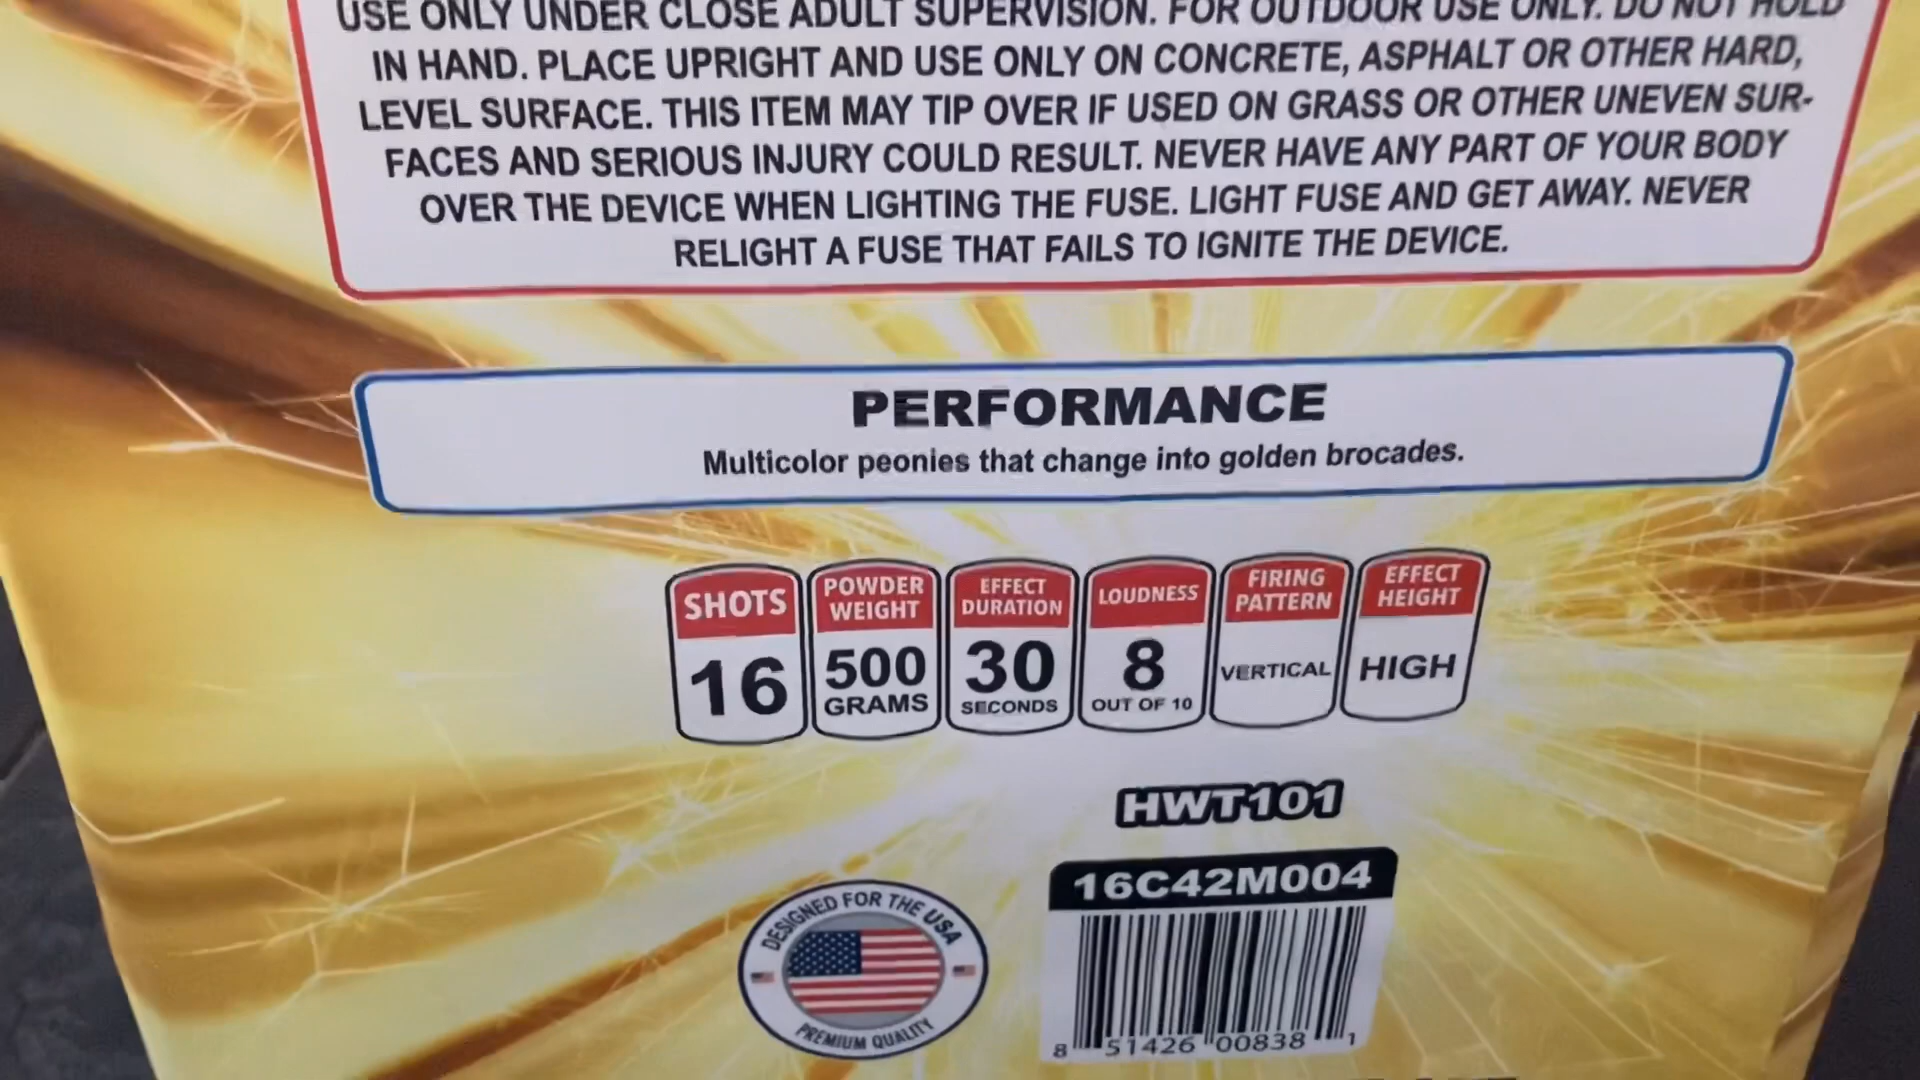 USE ONLY UNDER CLOSE ADULT SUPERVISION. FOR OUTDOOR USE ONLY. DO NOT HOLD
IN HAND. PLACE UPRIGHT AND USE ONLY ON CONCRETE, ASPHALT OR OTHER HARD,
LEVEL SURFACE. THIS ITEM MAY TIP OVER IF USED ON GRASS OR OTHER UNEVEN SUR-
FACES AND SERIOUS INJURY COULD RESULT. NEVER HAVE ANY PART OF YOUR BODY
OVER THE DEVICE WHEN LIGHTING THE FUSE. LIGHT FUSE AND GET AWAY. NEVER
RELIGHT A FUSE THAT FAILS TO IGNITE THE DEVICE.
PERFORMANCE
Multicolor peonies that change into golden brocades.
SHOTS
16
POWDER
WEIGHT
500
GRAMS
EFFECT
DURATION
30
SECONDS
LOUDNESS
8
OUT OF 10
FIRING
PATTERN
VERTICAL
EFFECT
HEIGHT
HIGH
HWT101
16C42M004
DESIGNED FOR THE USA
PREMIUM QUALITY
8 51426 00838 1